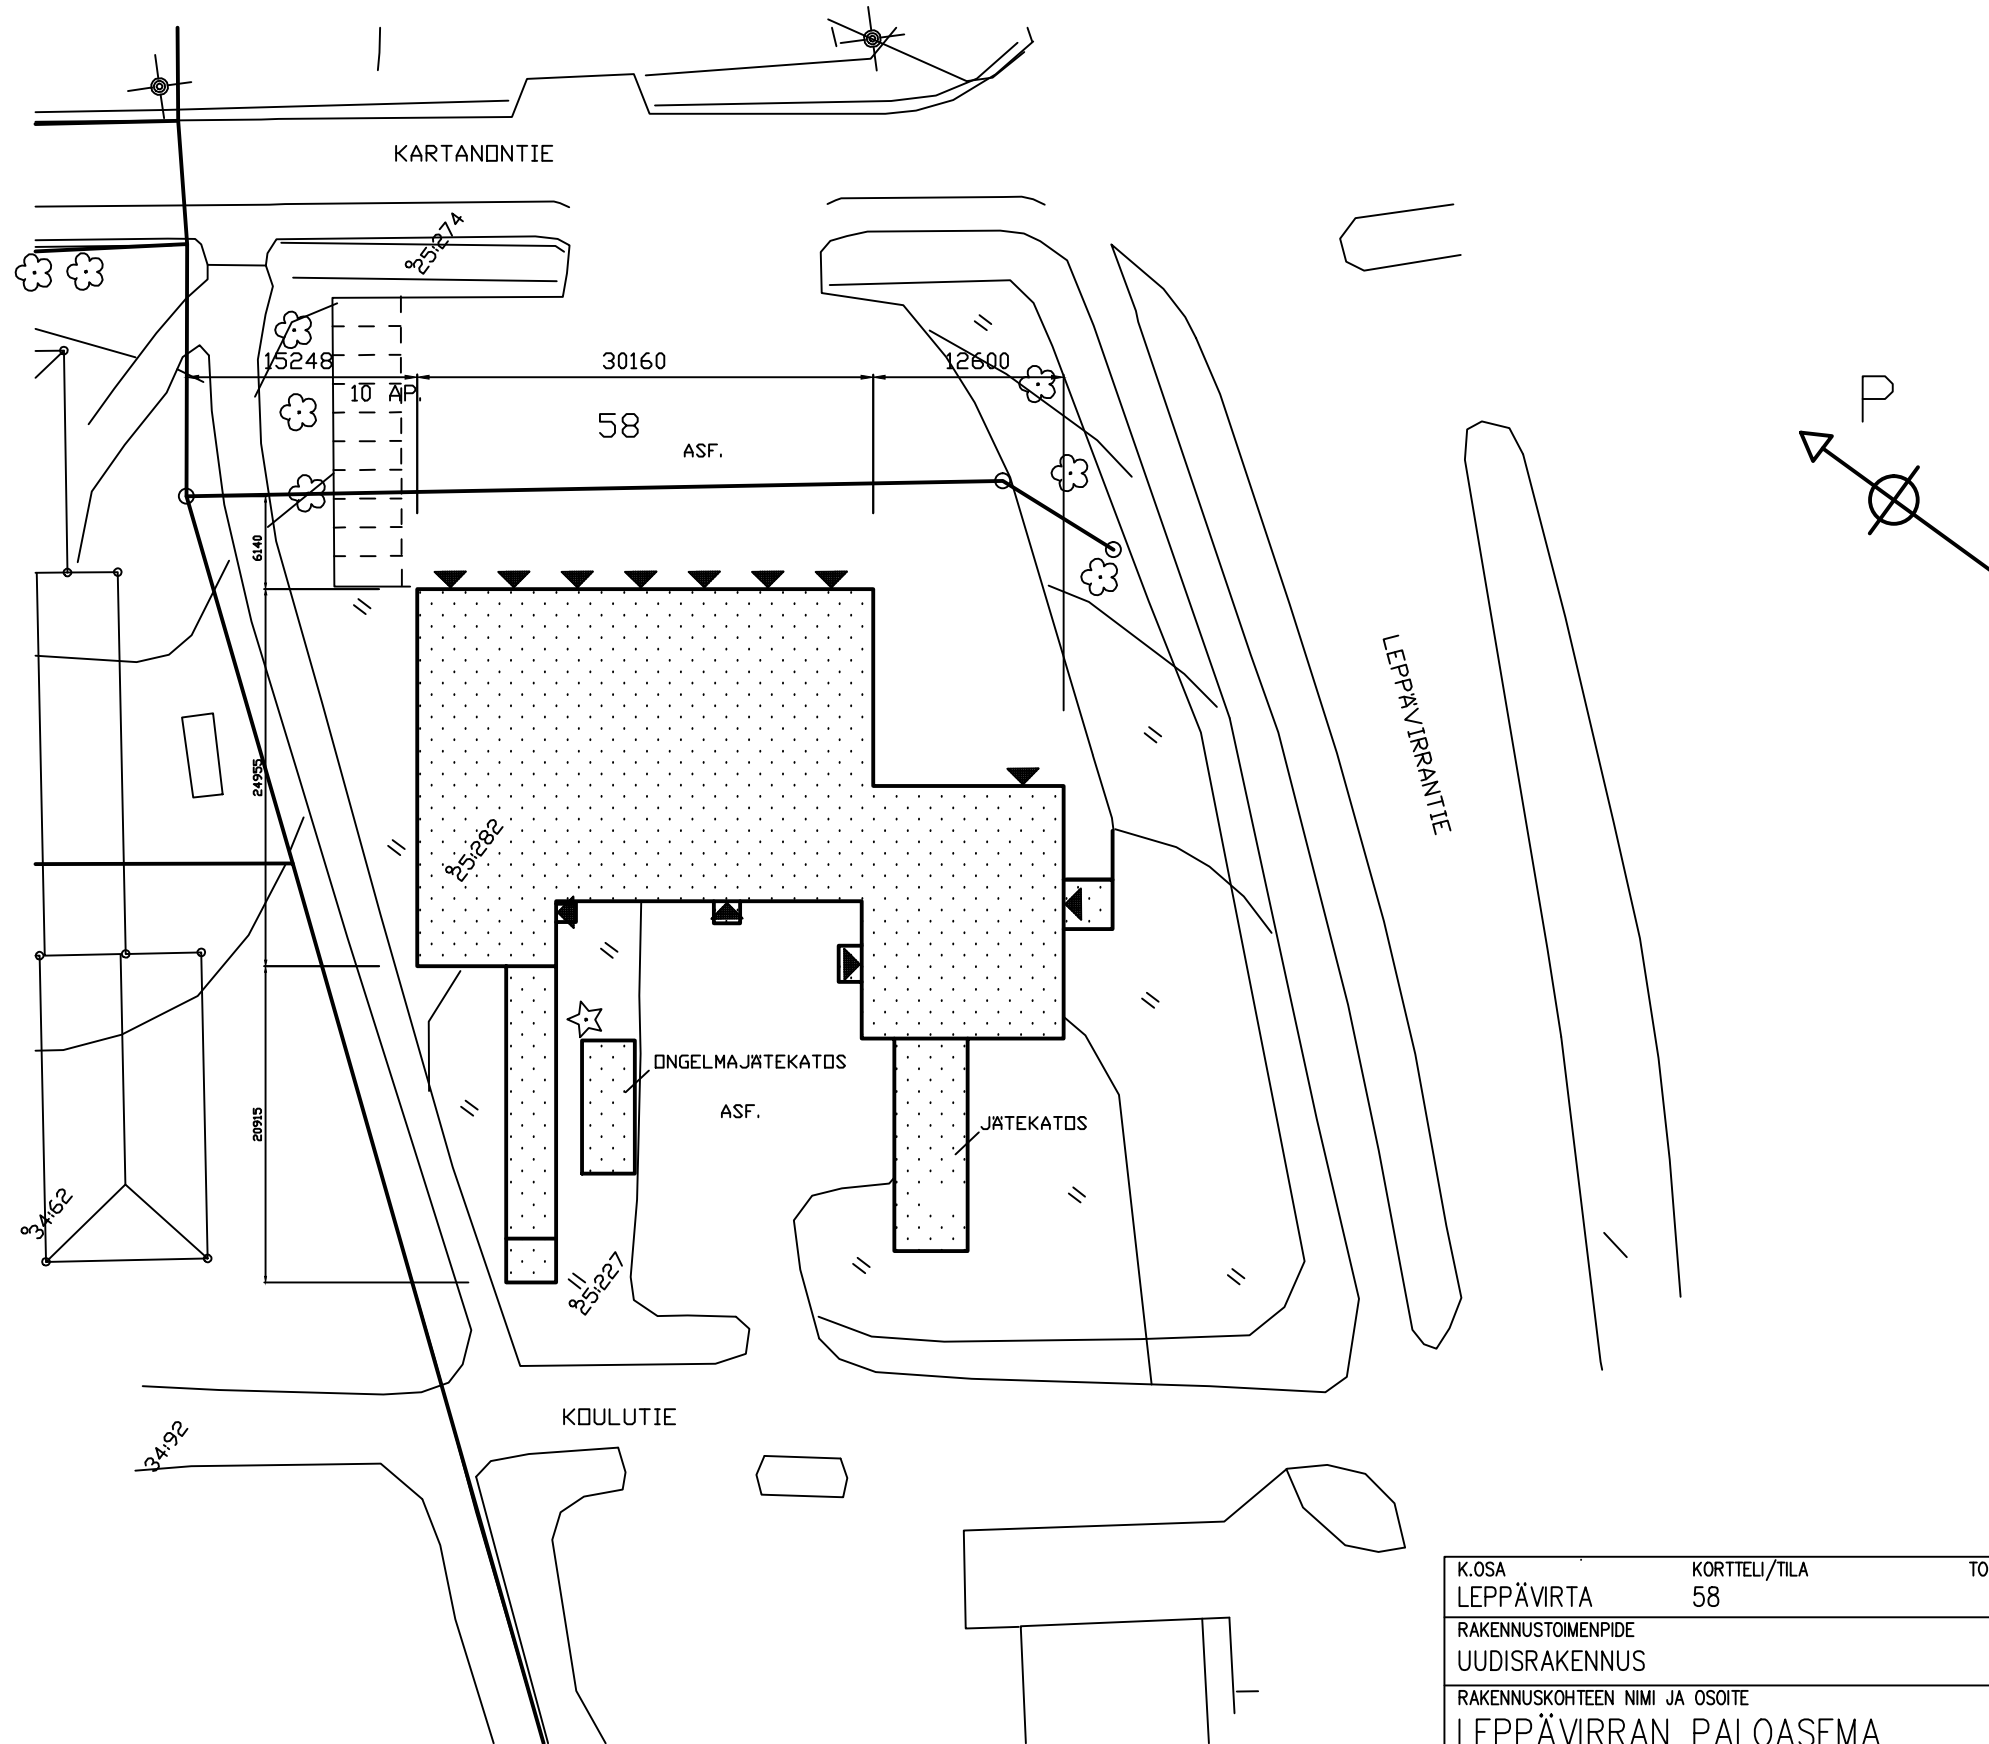 KARTANONTIE
25:274
P
15248
30160
12600
10 AP.
58
ASF.
6140
LEPPÄVIRRANTIE
24955
25:282
ONGELMAJÄTEKATOS
ASF.
JÄTEKATOS
20915
34:62
25:227
KOULUTIE
34:92
K.OSA KORTTELI/TILA TO
LEPPÄVIRTA 58
RAKENNUSTOIMENPIDE
UUDISRAKENNUS
RAKENNUSKOHTEEN NIMI JA OSOITE
LEPPÄVIRRAN PALOASEMA